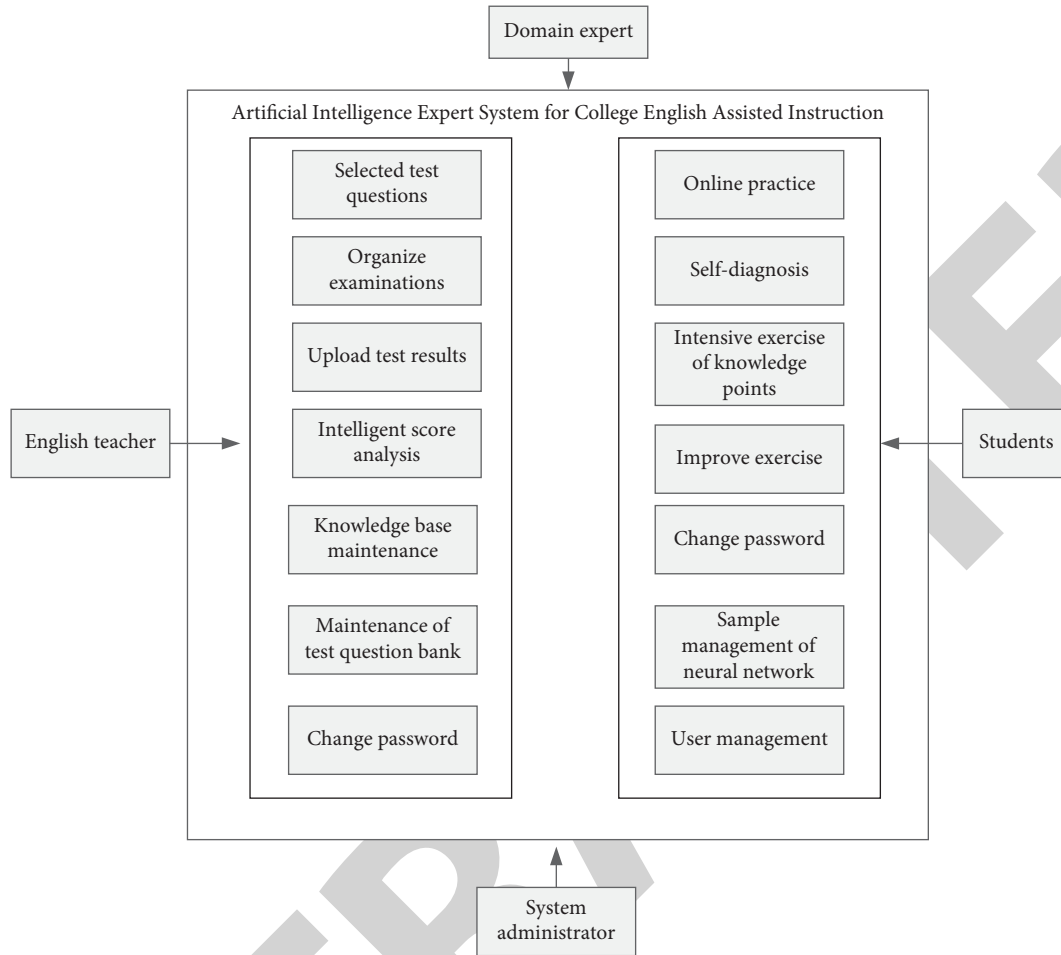 Domain expert
Artificial Intelligence Expert System for College English Assisted Instruction
Selected test
questions
Organize
examinations
Upload test results
Intelligent score
analysis
Knowledge base
maintenance
Maintenance of
test question bank
Change password
Online practice
Self-diagnosis
Intensive exercise
of knowledge
points
Improve exercise
Change password
Sample
management of
neural network
User management
English teacher
Students
System
administrator